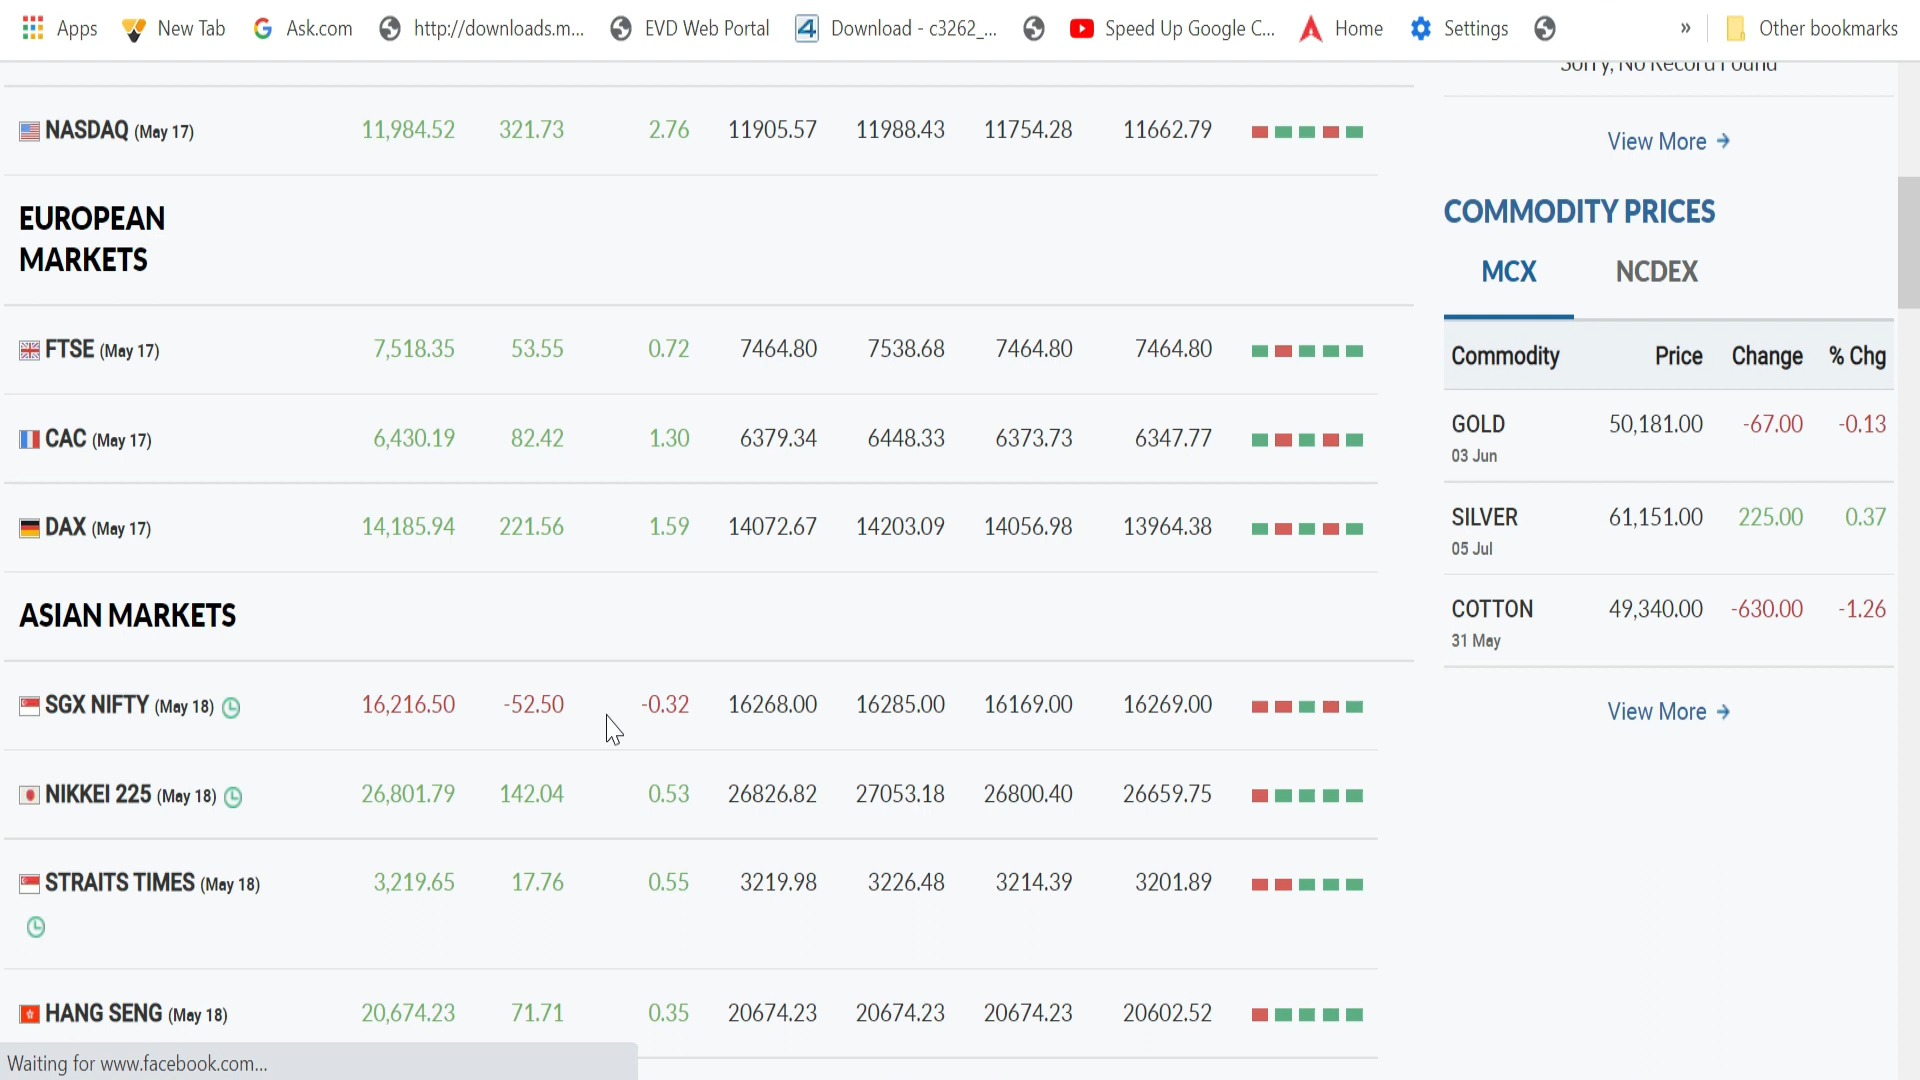 Apps New Tab Ask.com http://downloads.m... EVD Web Portal Download - c3262_... Speed Up Google C... Home Settings » Other bookmarks
Sorry, No Record Found
NASDAQ (May 17) 11,984.52 321.73 2.76 11905.57 11988.43 11754.28 11662.79
View More →
EUROPEAN
MARKETS
COMMODITY PRICES
MCX NCDEX
FTSE (May 17) 7,518.35 53.55 0.72 7464.80 7538.68 7464.80 7464.80
Commodity Price Change % Chg
CAC (May 17) 6,430.19 82.42 1.30 6379.34 6448.33 6373.73 6347.77
GOLD 50,181.00 -67.00 -0.13
03 Jun
DAX (May 17) 14,185.94 221.56 1.59 14072.67 14203.09 14056.98 13964.38
SILVER 61,151.00 225.00 0.37
05 Jul
ASIAN MARKETS
COTTON 49,340.00 -630.00 -1.26
31 May
SGX NIFTY (May 18) 16,216.50 -52.50 -0.32 16268.00 16285.00 16169.00 16269.00
View More →
NIKKEI 225 (May 18) 26,801.79 142.04 0.53 26826.82 27053.18 26800.40 26659.75
STRAITS TIMES (May 18) 3,219.65 17.76 0.55 3219.98 3226.48 3214.39 3201.89
HANG SENG (May 18) 20,674.23 71.71 0.35 20674.23 20674.23 20674.23 20602.52
Waiting for www.facebook.com...